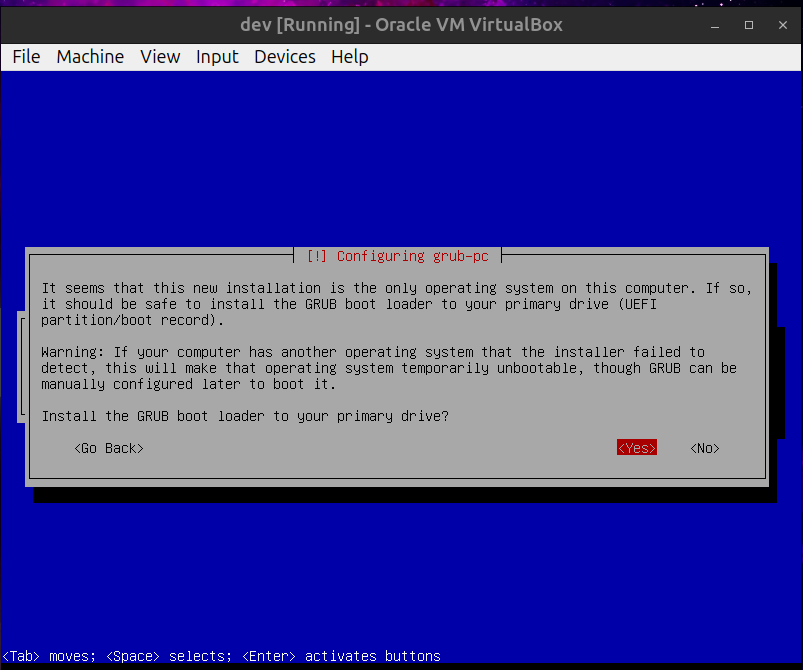 dev [Running] - Oracle VM VirtualBox
File Machine View Input Devices Help
[!] Configuring grub-pc
It seems that this new installation is the only operating system on this computer. If so,
it should be safe to install the GRUB boot loader to your primary drive (UEFI
partition/boot record).
Warning: If your computer has another operating system that the installer failed to
detect, this will make that operating system temporarily unbootable, though GRUB can be
manually configured later to boot it.
Install the GRUB boot loader to your primary drive?
<Go Back> <Yes> <No>
<Tab> moves; <Space> selects; <Enter> activates buttons